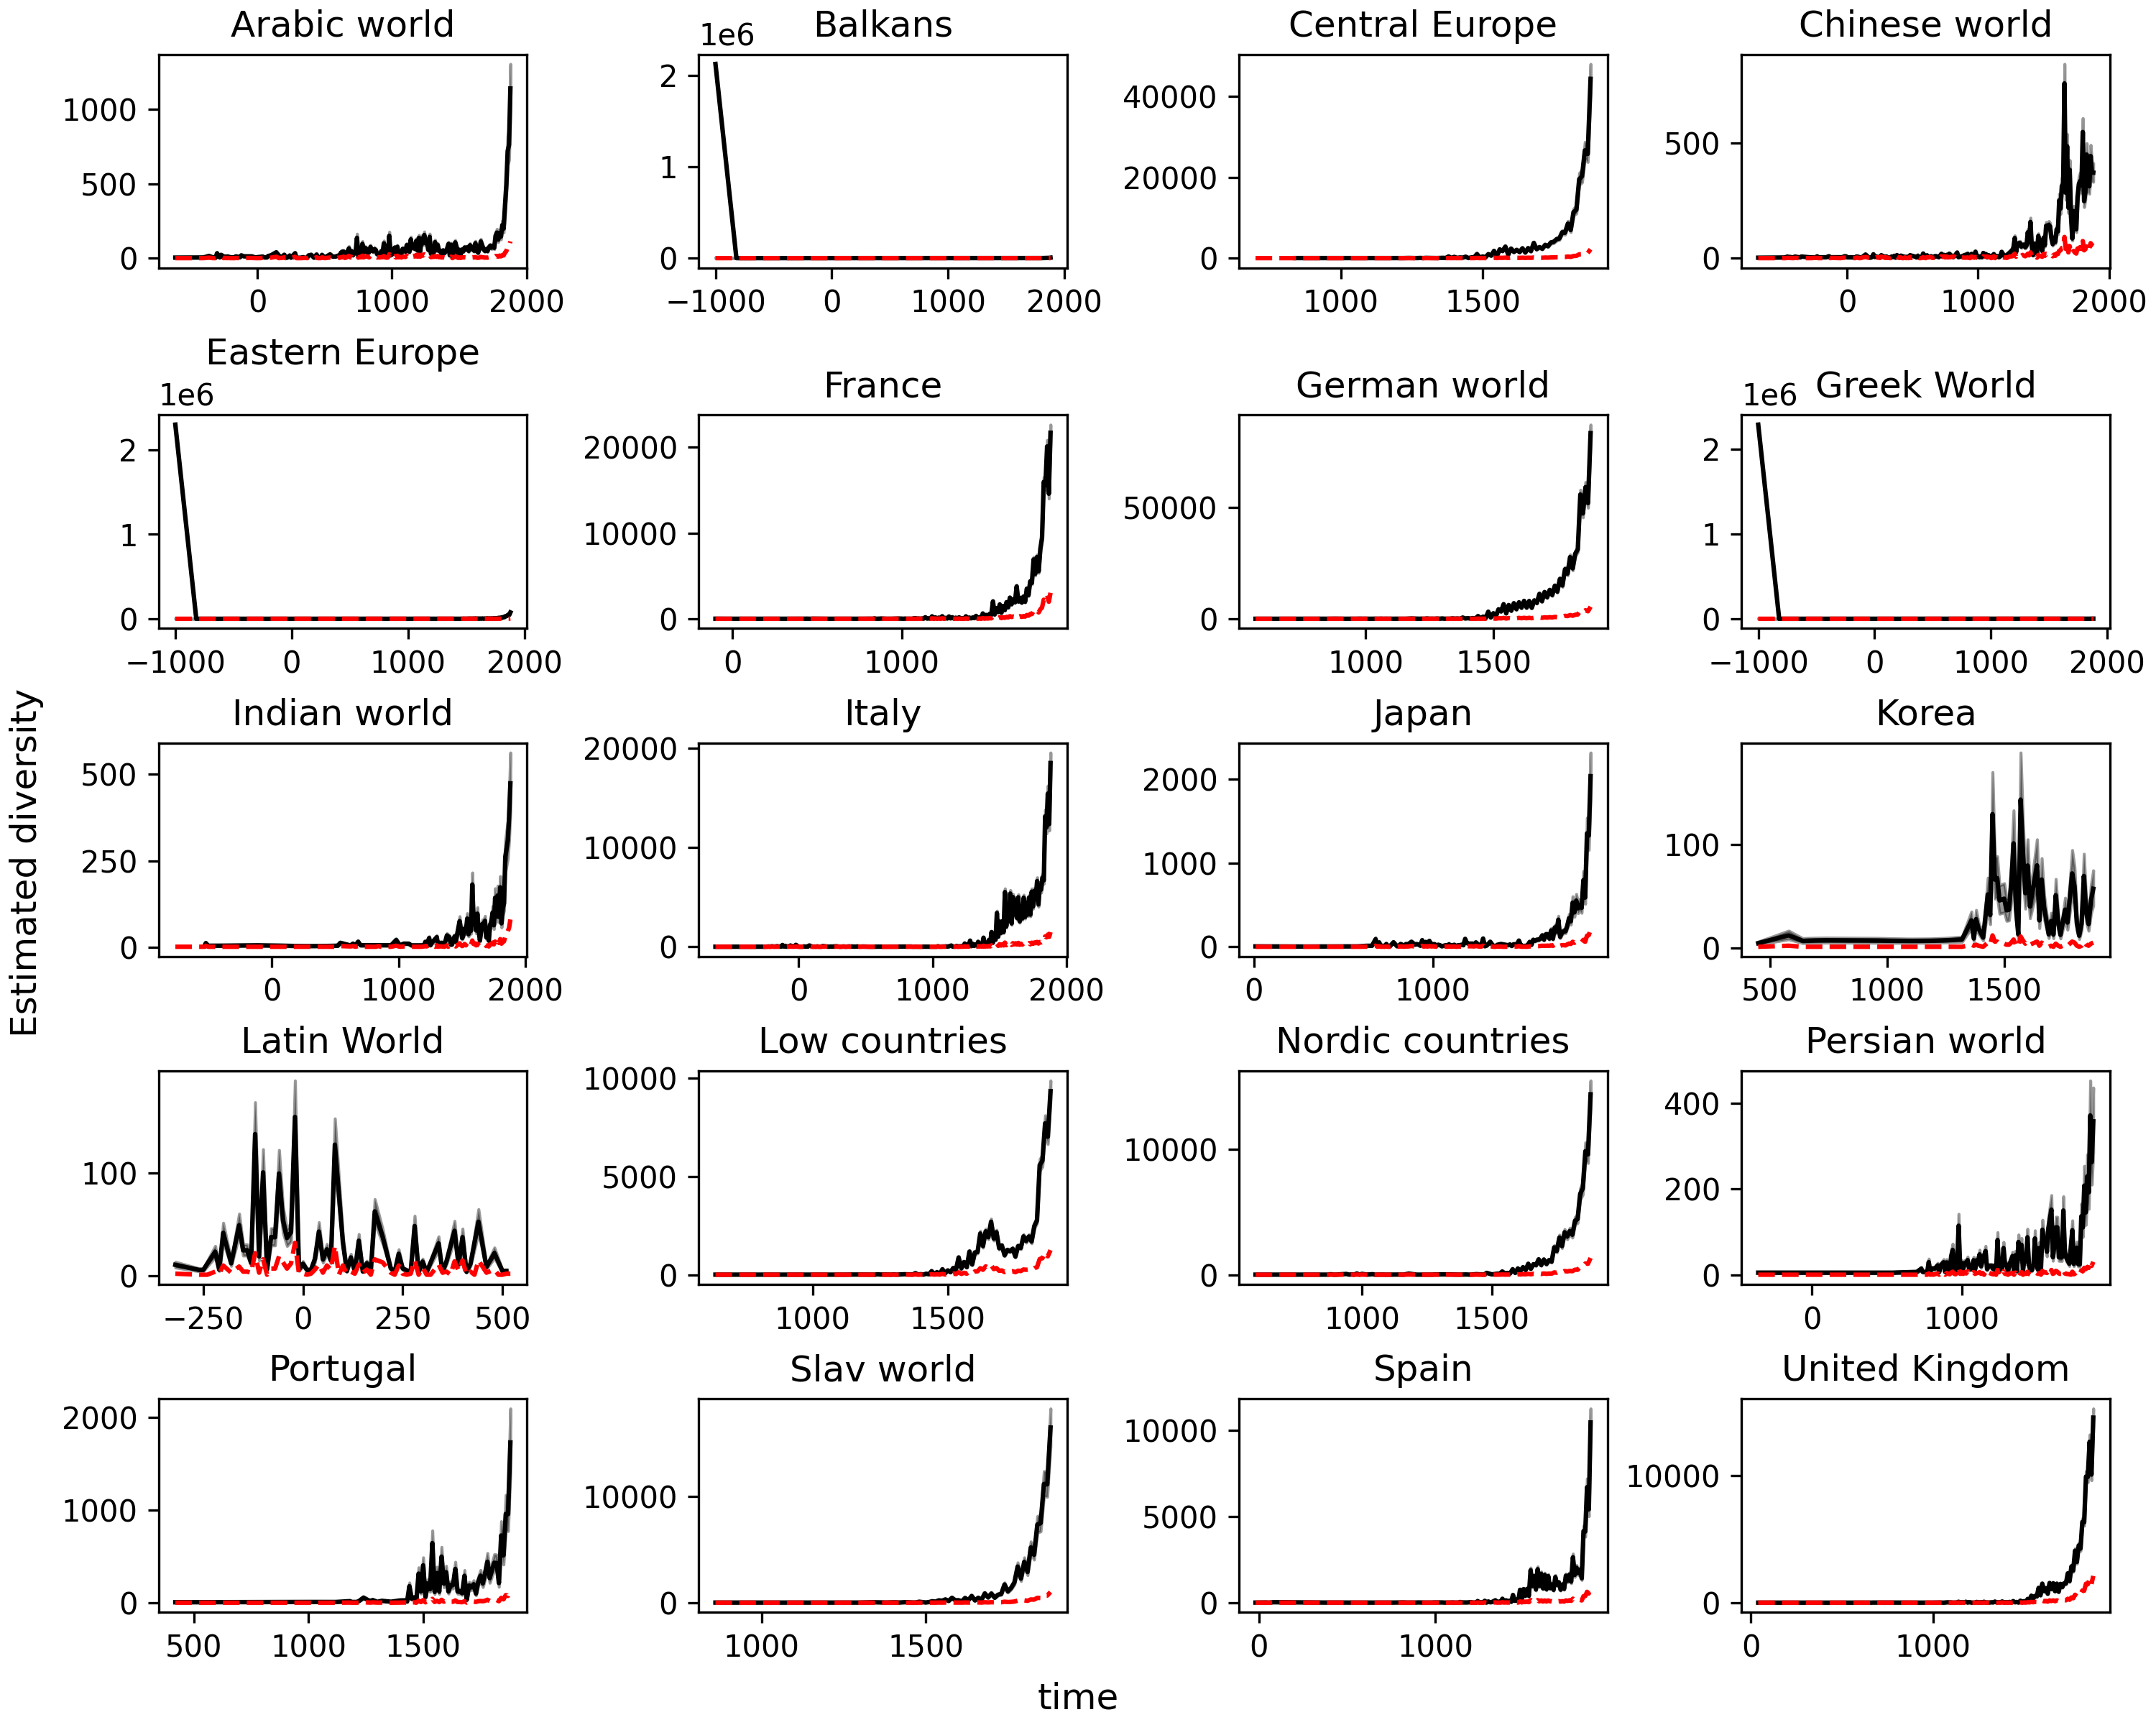 Arabic world
Balkans
Central Europe
Chinese world
1e6
1000
500
0
0 1000 2000
2
1
0
−1000 0 1000 2000
40000
20000
0
1000 1500
500
0
0 1000 2000
Eastern Europe
France
German world
Greek World
1e6
2
1
0
−1000 0 1000 2000
20000
10000
0
0 1000
50000
0
1000 1500
1e6
2
1
0
−1000 0 1000 2000
Estimated diversity
Indian world
Italy
Japan
Korea
500
250
0
0 1000 2000
20000
10000
0
0 1000 2000
2000
1000
0
0 1000
100
0
500 1000 1500
Latin World
Low countries
Nordic countries
Persian world
100
0
−250 0 250 500
10000
5000
0
1000 1500
10000
0
1000 1500
400
200
0
0 1000
Portugal
Slav world
Spain
United Kingdom
2000
1000
0
500 1000 1500
10000
0
1000 1500
10000
5000
0
0 1000
10000
0
0 1000
time